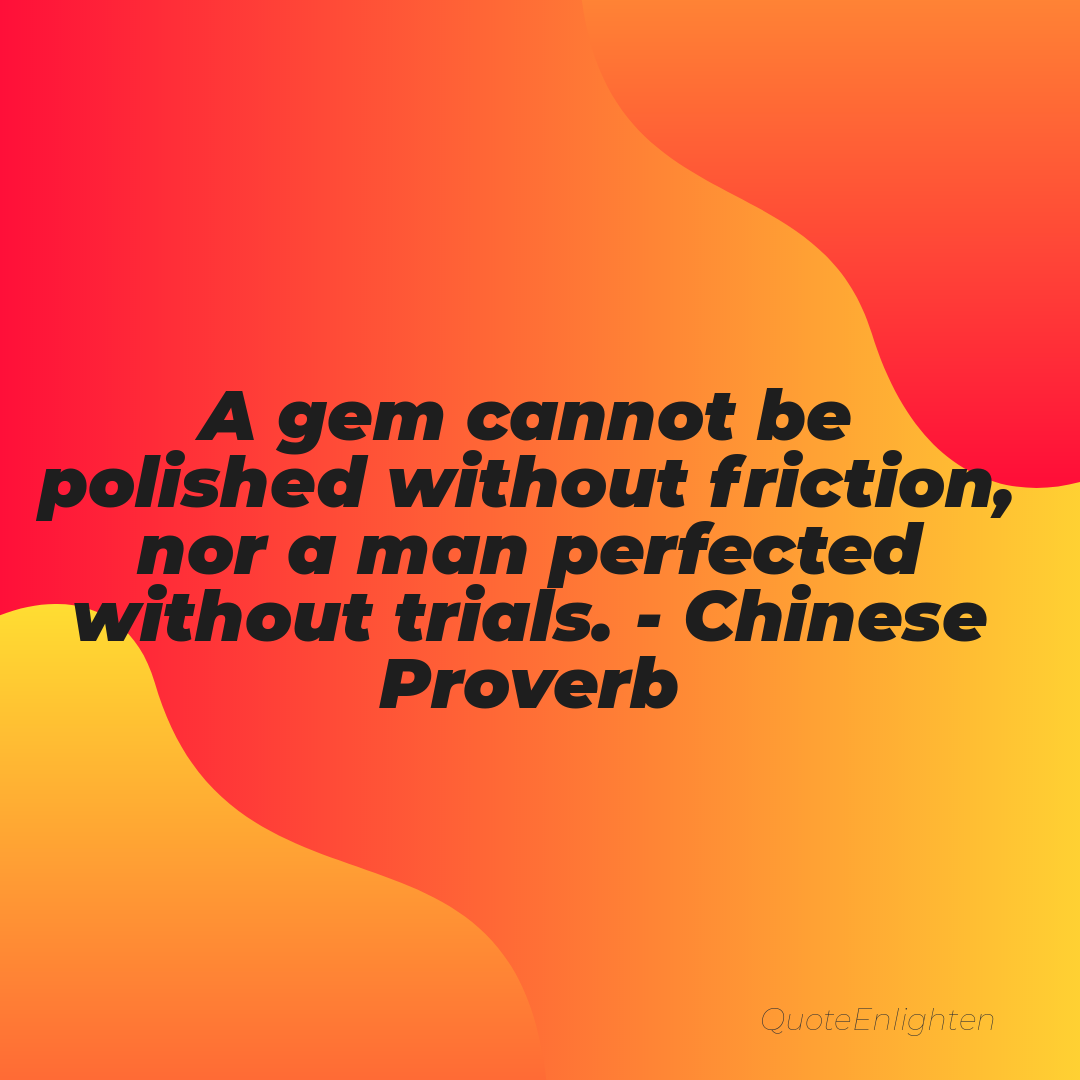 A gem cannot be
polished without friction,
nor a man perfected
without trials. - Chinese
Proverb
QuoteEnlighten